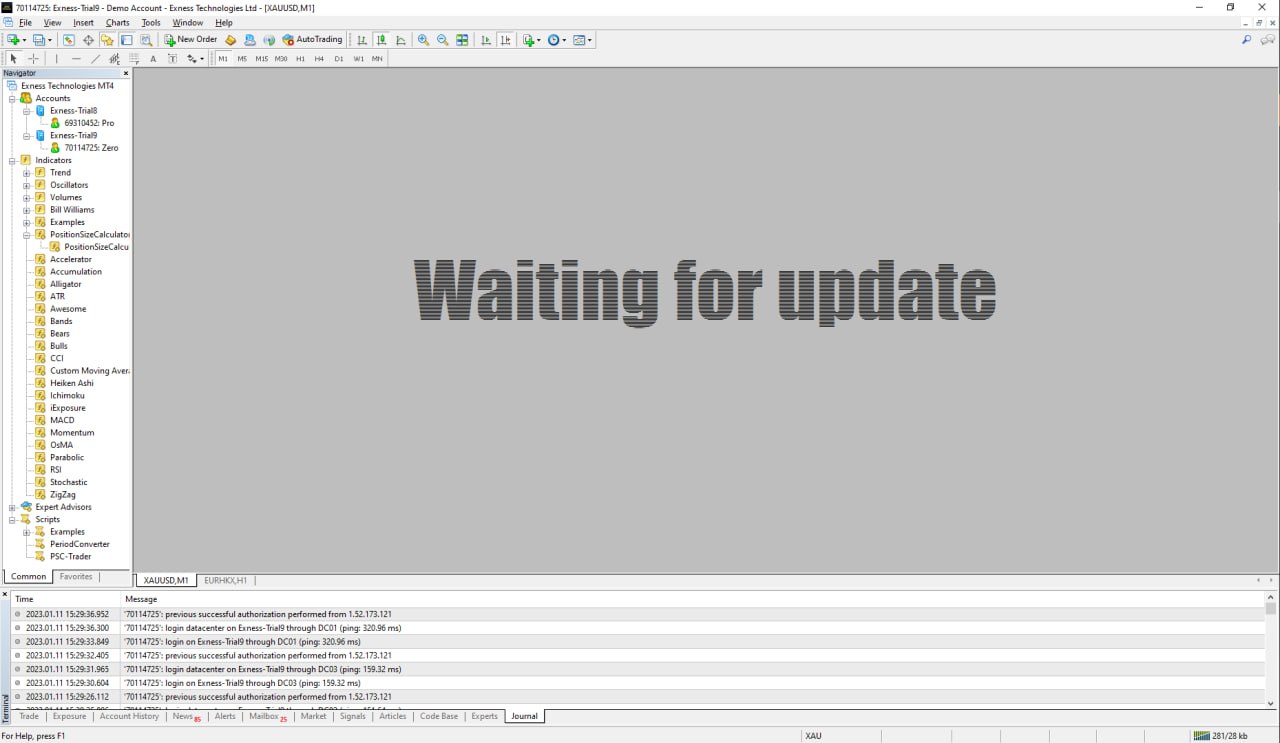 70114725: Exness-Trial9 - Demo Account - Exness Technologies Ltd - [XAUUSD,M1]
File View Insert Charts Tools Window Help
New Order AutoTrading
A T M1 M5 M15 M30 H1 H4 D1 W1 MN
Navigator
Exness Technologies MT4
Accounts
Exness-Trial8
69310452: Pro
Exness-Trial9
70114725: Zero
Indicators
Trend
Oscillators
Volumes
Bill Williams
Examples
PositionSizeCalculator
PositionSizeCalcu
Accelerator
Accumulation
Alligator
ATR
Awesome
Bands
Bears
Bulls
CCI
Custom Moving Aver
Heiken Ashi
Ichimoku
iExposure
MACD
Momentum
OsMA
Parabolic
RSI
Stochastic
ZigZag
Expert Advisors
Scripts
Examples
PeriodConverter
PSC-Trader
Common Favorites
Waiting for update
XAUUSD,M1 EURHKX,H1
Time Message
2023.01.11 15:29:36.952 '70114725': previous successful authorization performed from 1.52.173.121
2023.01.11 15:29:36.300 '70114725': login datacenter on Exness-Trial9 through DC01 (ping: 320.96 ms)
2023.01.11 15:29:33.849 '70114725': login on Exness-Trial9 through DC01 (ping: 320.96 ms)
2023.01.11 15:29:32.405 '70114725': previous successful authorization performed from 1.52.173.121
2023.01.11 15:29:31.965 '70114725': login datacenter on Exness-Trial9 through DC03 (ping: 159.32 ms)
2023.01.11 15:29:30.604 '70114725': login on Exness-Trial9 through DC03 (ping: 159.32 ms)
2023.01.11 15:29:26.112 '70114725': previous successful authorization performed from 1.52.173.121
Terminal
Trade Exposure Account History News 85 Alerts Mailbox 25 Market Signals Articles Code Base Experts Journal
For Help, press F1 XAU 281/28 kb